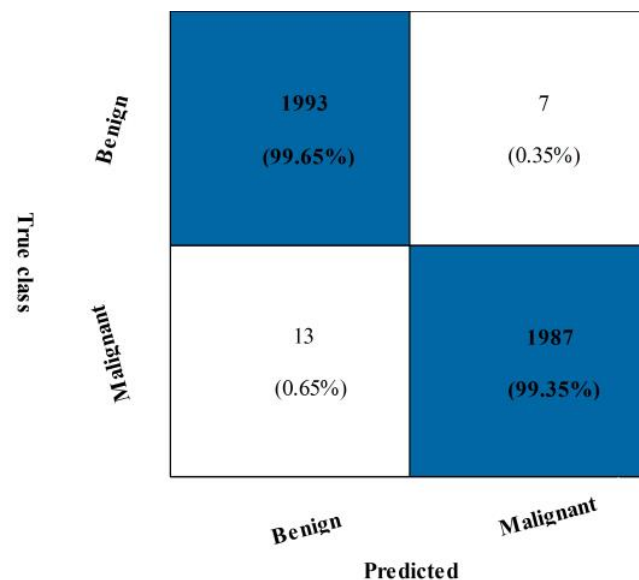 True class
Benign
1993
(99.65%)
7
(0.35%)
Malignant
13
(0.65%)
1987
(99.35%)
Benign
Malignant
Predicted